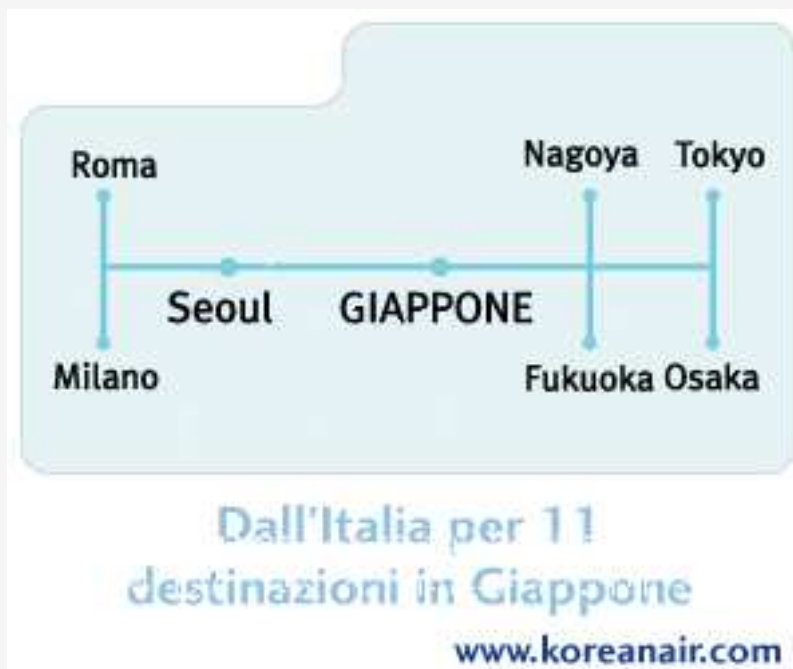 Roma
Nagoya Tokyo
Seoul GIAPPONE
Milano
Fukuoka Osaka
Dall'Italia per 11
destinazioni in Giappone
www.koreanair.com